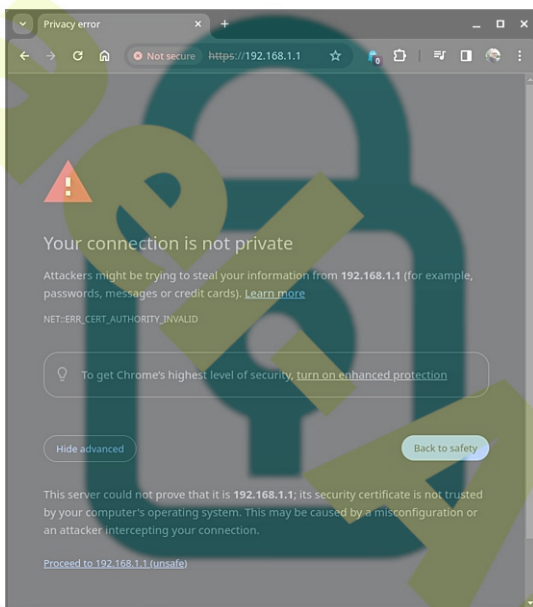 Privacy error
Not secure https://192.168.1.1
0
Your connection is not private
Attackers might be trying to steal your information from 192.168.1.1 (for example,
passwords, messages or credit cards). Learn more
NET::ERR_CERT_AUTHORITY_INVALID
To get Chrome's highest level of security, turn on enhanced protection
Hide advanced
Back to safety
This server could not prove that it is 192.168.1.1; its security certificate is not trusted
by your computer's operating system. This may be caused by a misconfiguration or
an attacker intercepting your connection.
Proceed to 192.168.1.1 (unsafe)